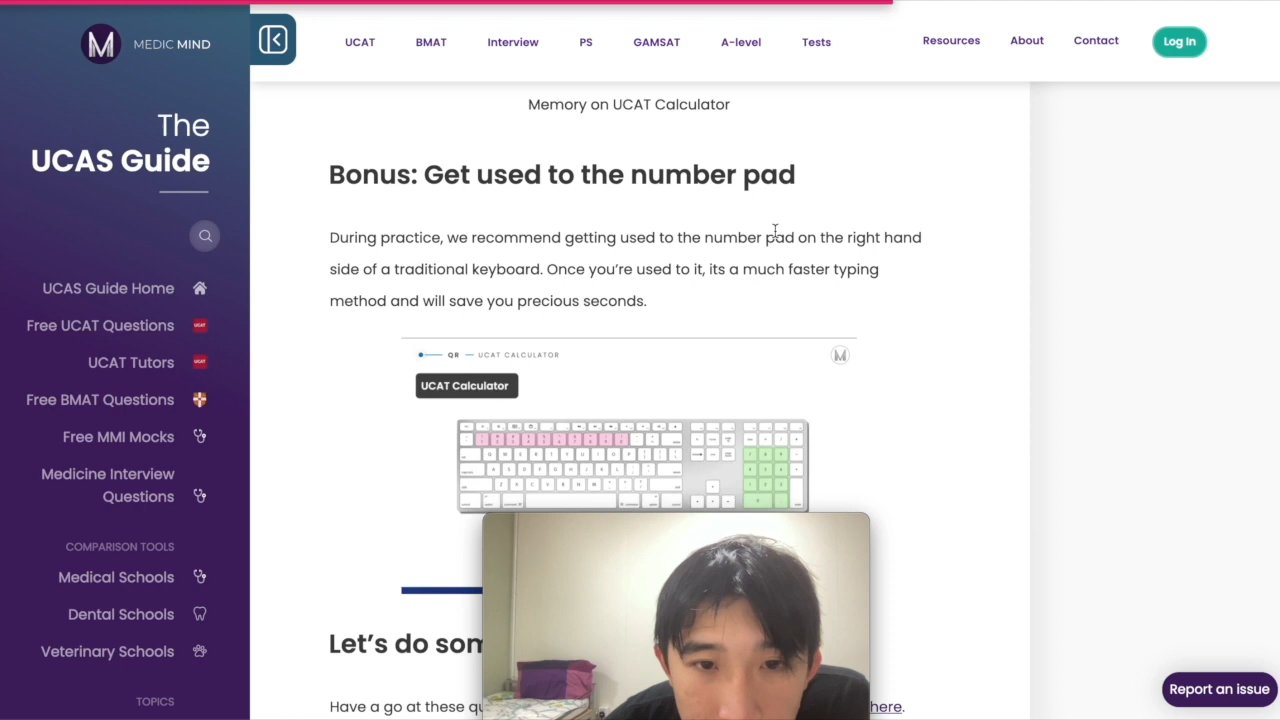 MEDIC MIND
UCAT
BMAT
Interview
PS
GAMSAT
A-level
Tests
Resources
About
Contact
Log In
The
UCAS Guide
UCAS Guide Home
Free UCAT Questions
UCAT
UCAT Tutors
UCAT
Free BMAT Questions
Free MMI Mocks
Medicine Interview
Questions
COMPARISON TOOLS
Medical Schools
Dental Schools
Veterinary Schools
TOPICS
Memory on UCAT Calculator
Bonus: Get used to the number pad
During practice, we recommend getting used to the number pad on the right hand
side of a traditional keyboard. Once you’re used to it, its a much faster typing
method and will save you precious seconds.
QR — UCAT CALCULATOR
UCAT Calculator
Let’s do som
Have a go at these qu
here.
Report an issue